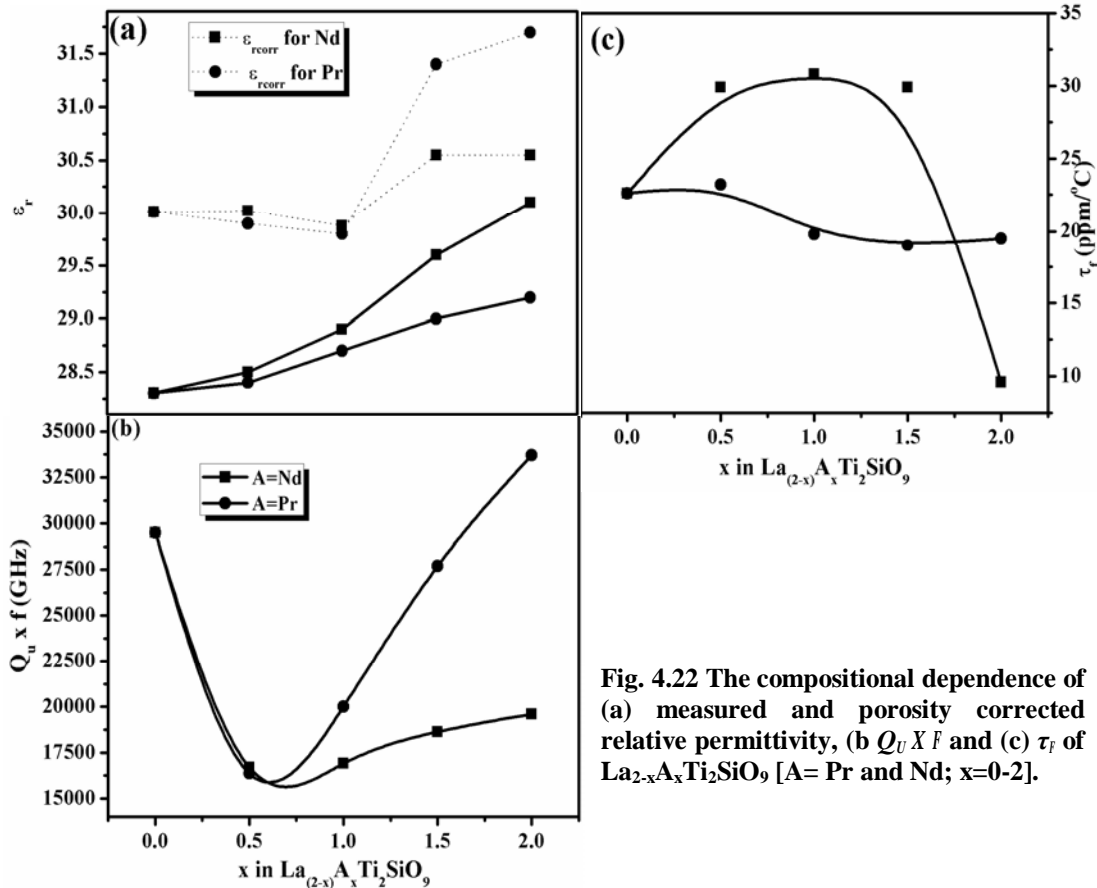 (a)
ε_rcorr for Nd
ε_rcorr for Pr
31.5
31.0
30.5
30.0
29.5
29.0
28.5
ε_r
(c)
35
30
25
20
15
10
τ_f (ppm/°C)
0.0 0.5 1.0 1.5 2.0
x in La_(2-x)A_xTi_2SiO_9
(b)
A=Nd
A=Pr
35000
32500
30000
27500
25000
22500
20000
17500
15000
Q_u x f (GHz)
0.0 0.5 1.0 1.5 2.0
x in La_(2-x)A_xTi_2SiO_9
Fig. 4.22 The compositional dependence of
(a) measured and porosity corrected
relative permittivity, (b Q_U X F and (c) τ_F of
La_2-xA_xTi_2SiO_9 [A= Pr and Nd; x=0-2].